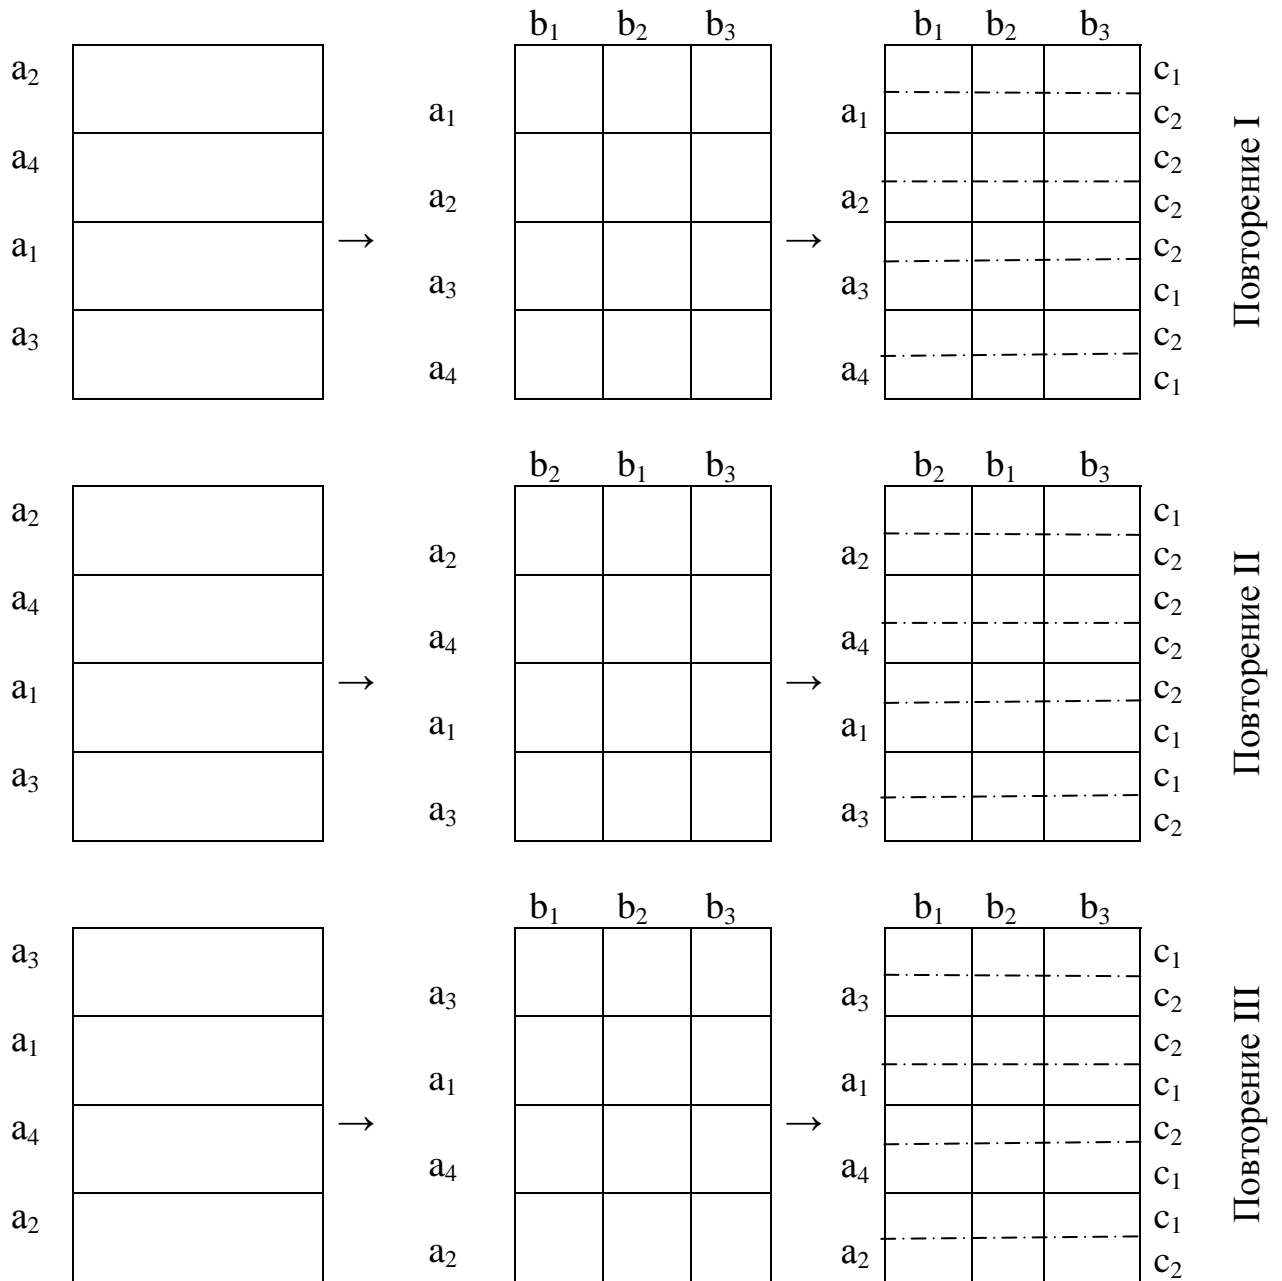 b₁ b₂ b₃ b₁ b₂ b₃
a₂ c₁
a₁ a₁ c₂
a₄ c₂
a₂ a₂ c₂
a₁ → → c₂
a₃ a₃ c₁
a₃ c₂
a₄ a₄ c₁
Повторение I
b₂ b₁ b₃ b₂ b₁ b₃
a₂ c₁
a₂ a₂ c₂
a₄ c₂
a₄ a₄ c₂
a₁ → → c₂
a₁ a₁ c₁
a₃ c₁
a₃ a₃ c₂
Повторение II
b₁ b₂ b₃ b₁ b₂ b₃
a₃ c₁
a₃ a₃ c₂
a₁ c₂
a₁ a₁ c₁
a₄ → → c₂
a₄ a₄ c₁
a₂ c₁
a₂ a₂ c₂
Повторение III